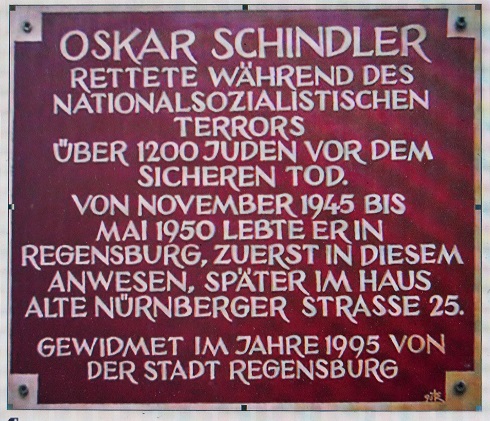 OSKAR SCHINDLER
RETTETE WÄHREND DES
NATIONALSOZIALISTISCHEN
TERRORS
ÜBER 1200 JUDEN VOR DEM
SICHEREN TOD.
VON NOVEMBER 1945 BIS
MAI 1950 LEBTE ER IN
REGENSBURG, ZUERST IN DIESEM
ANWESEN, SPÄTER IM HAUS
ALTE NÜRNBERGER STRASSE 25.
GEWIDMET IM JAHRE 1995 VON
DER STADT REGENSBURG